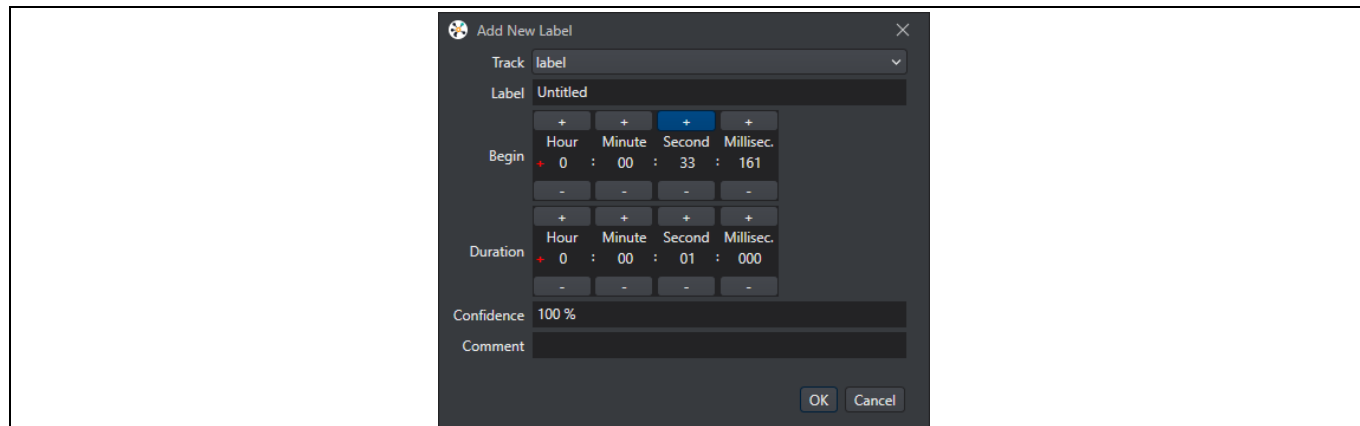 Add New Label
Track label
Label Untitled
+ + + +
Hour Minute Second Millisec.
Begin + 0 : 00 : 33 : 161
- - - -
+ + + +
Hour Minute Second Millisec.
Duration + 0 : 00 : 01 : 000
- - - -
Confidence 100 %
Comment
OK Cancel